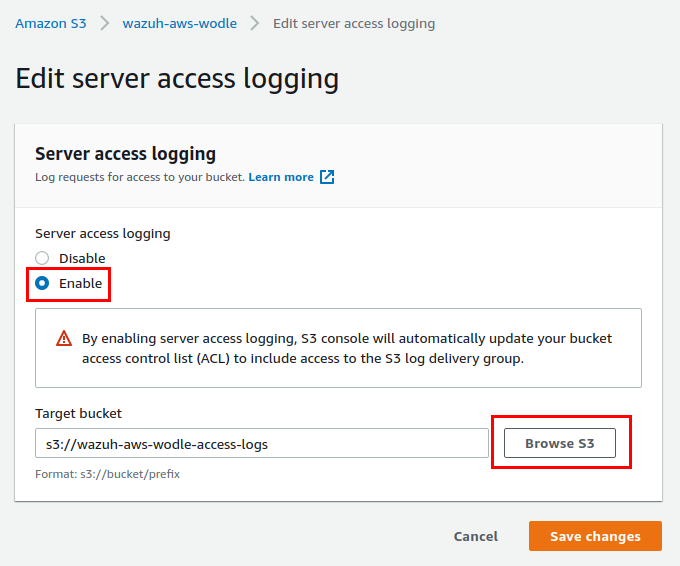 Amazon S3 > wazuh-aws-wodle > Edit server access logging
Edit server access logging
Server access logging
Log requests for access to your bucket. Learn more
Server access logging
Disable
Enable
By enabling server access logging, S3 console will automatically update your bucket
access control list (ACL) to include access to the S3 log delivery group.
Target bucket
s3://wazuh-aws-wodle-access-logs
Browse S3
Format: s3://bucket/prefix
Cancel
Save changes